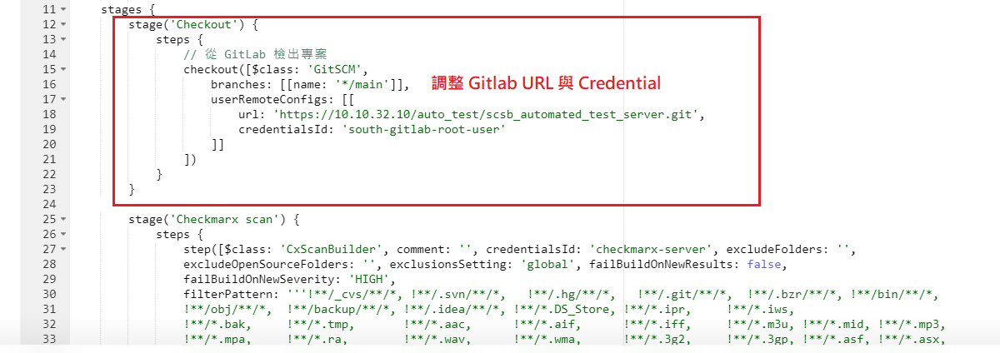 11 stages {
12 stage('Checkout') {
13 steps {
14 // 從 GitLab 檢出專案
15 checkout([$class: 'GitSCM',
16 branches: [[name: '*/main']], 調整 Gitlab URL 與 Credential
17 userRemoteConfigs: [[
18 url: 'https://10.10.32.10/auto_test/scsb_automated_test_server.git',
19 credentialsId: 'south-gitlab-root-user'
20 ]]
21 ])
22 }
23 }
24
25 stage('Checkmarx scan') {
26 steps {
27 step([$class: 'CxScanBuilder', comment: '', credentialsId: 'checkmarx-server', excludeFolders: '',
28 excludeOpenSourceFolders: '', exclusionsSetting: 'global', failBuildOnNewResults: false,
29 failBuildOnNewSeverity: 'HIGH',
30 filterPattern: '''!**/_cvs/**/*, !**/.svn/**/*, !**/.hg/**/*, !**/.git/**/*, !**/.bzr/**/*, !**/bin/**/*,
31 !**/obj/**/*, !**/backup/**/*, !**/.idea/**/*, !**/*.DS_Store, !**/*.ipr, !**/*.iws,
32 !**/*.bak, !**/*.tmp, !**/*.aac, !**/*.aif, !**/*.iff, !**/*.m3u, !**/*.mid, !**/*.mp3,
33 !**/*.mpa, !**/*.ra, !**/*.wav, !**/*.wma, !**/*.3g2, !**/*.3gp, !**/*.asf, !**/*.asx,